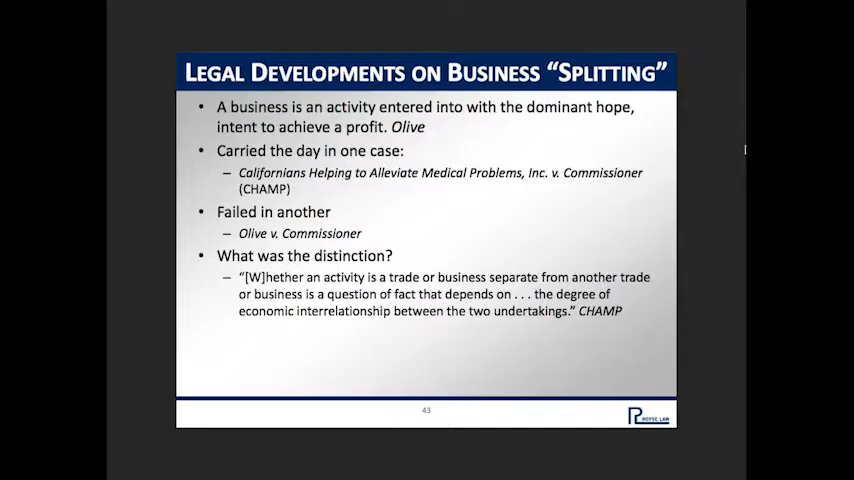 LEGAL DEVELOPMENTS ON BUSINESS “SPLITTING”
• A business is an activity entered into with the dominant hope,
intent to achieve a profit. Olive
• Carried the day in one case:
– Californians Helping to Alleviate Medical Problems, Inc. v. Commissioner
(CHAMP)
• Failed in another
– Olive v. Commissioner
• What was the distinction?
– “[W]hether an activity is a trade or business separate from another trade
or business is a question of fact that depends on . . . the degree of
economic interrelationship between the two undertakings.” CHAMP
43
ROYSE LAW